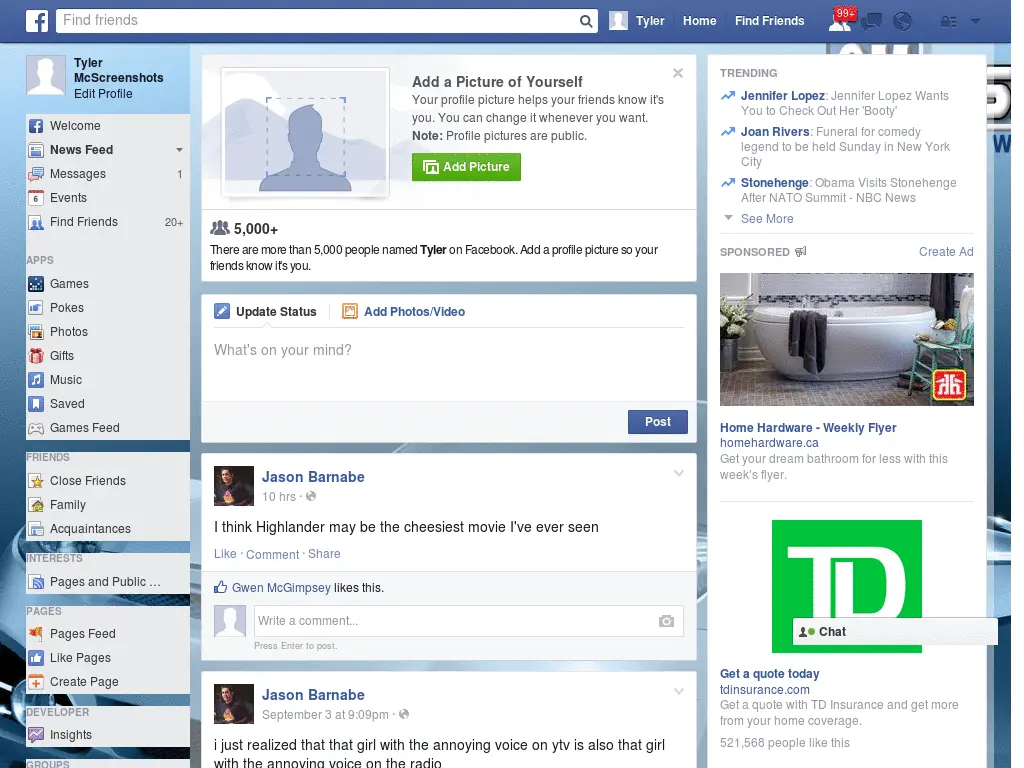 Find friends
Tyler
Home
Find Friends
99+
Tyler
McScreenshots
Edit Profile
Welcome
News Feed
Messages 1
6 Events
Find Friends 20+
APPS
Games
Pokes
Photos
Gifts
Music
Saved
Games Feed
FRIENDS
Close Friends
Family
Acquaintances
INTERESTS
Pages and Public ...
PAGES
Pages Feed
Like Pages
Create Page
DEVELOPER
Insights
GROUPS
Add a Picture of Yourself
Your profile picture helps your friends know it's
you. You can change it whenever you want.
Note: Profile pictures are public.
Add Picture
5,000+
There are more than 5,000 people named Tyler on Facebook. Add a profile picture so your
friends know it's you.
Update Status
Add Photos/Video
What's on your mind?
Post
Jason Barnabe
10 hrs ·
I think Highlander may be the cheesiest movie I've ever seen
Like · Comment · Share
Gwen McGimpsey likes this.
Write a comment...
Press Enter to post.
Jason Barnabe
September 3 at 9:09pm ·
i just realized that that girl with the annoying voice on ytv is also that girl
with the annoying voice on the radio
TRENDING
Jennifer Lopez: Jennifer Lopez Wants
You to Check Out Her 'Booty'
Joan Rivers: Funeral for comedy
legend to be held Sunday in New York
City
Stonehenge: Obama Visits Stonehenge
After NATO Summit - NBC News
See More
SPONSORED
Create Ad
Home Hardware - Weekly Flyer
homehardware.ca
Get your dream bathroom for less with this
week's flyer.
TD
Chat
Get a quote today
tdinsurance.com
Get a quote with TD Insurance and get more
from your home coverage.
521,568 people like this